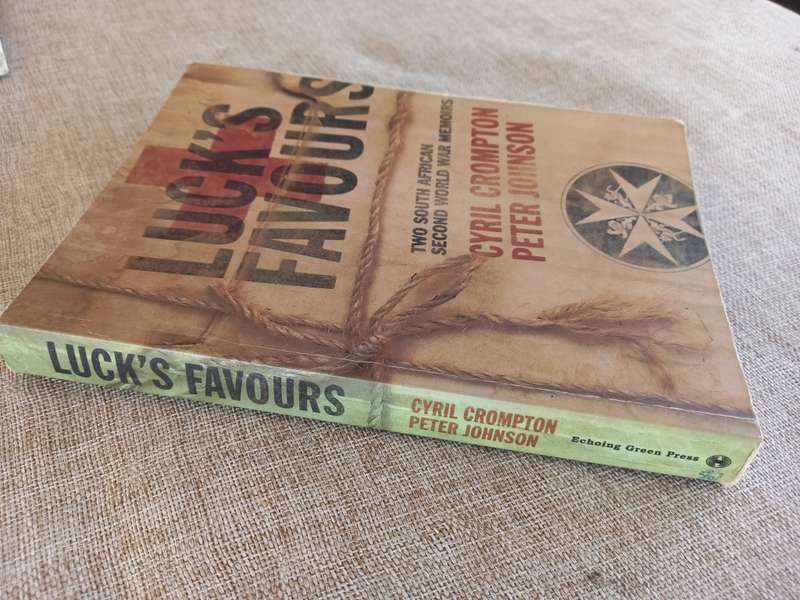 LUCK'S
FAVOURS
TWO SOUTH AFRICAN
SECOND WORLD WAR MEMOIRS
CYRIL CROMPTON
PETER JOHNSON
LUCK'S FAVOURS
CYRIL CROMPTON
PETER JOHNSON
Echoing Green Press